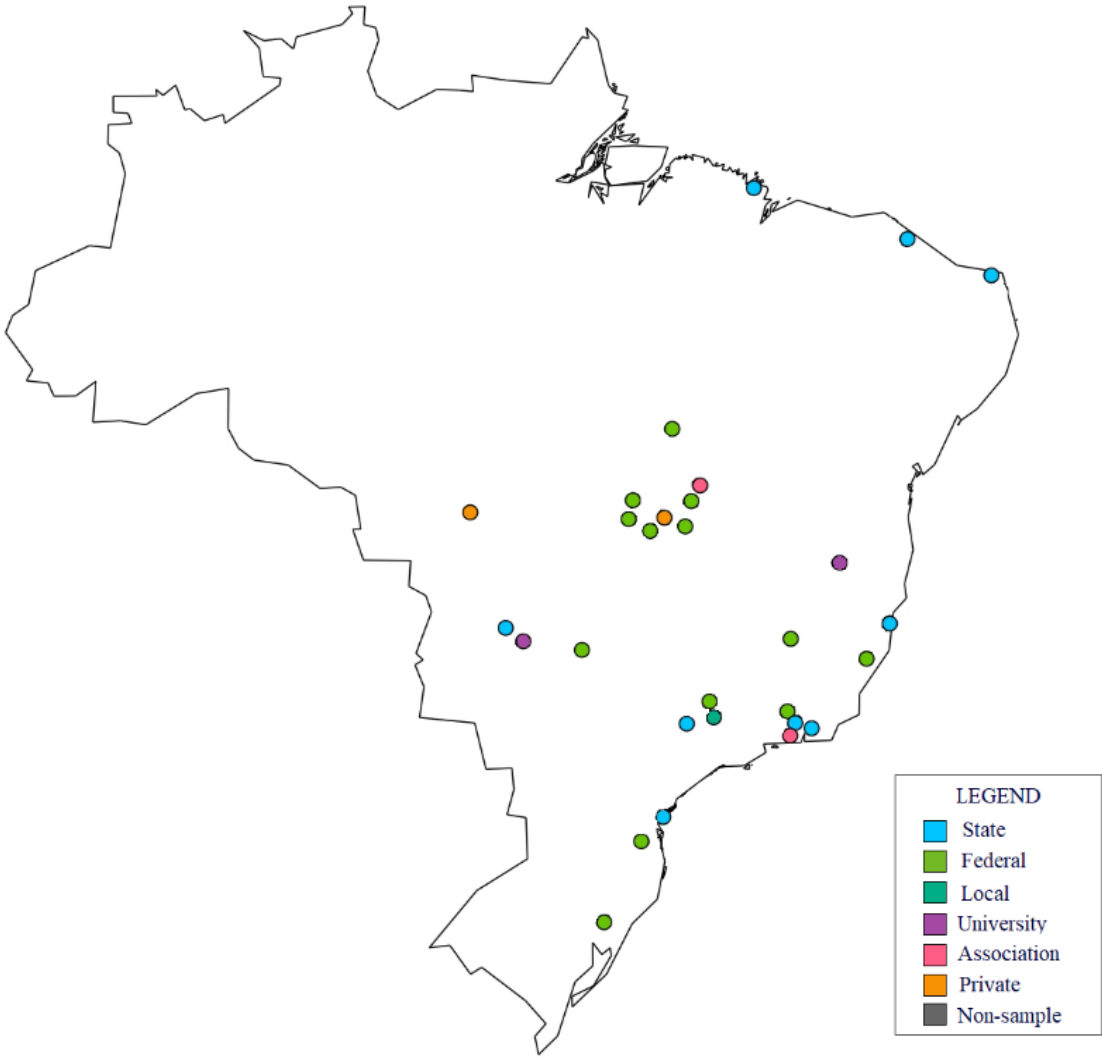 LEGEND
State
Federal
Local
University
Association
Private
Non-sample